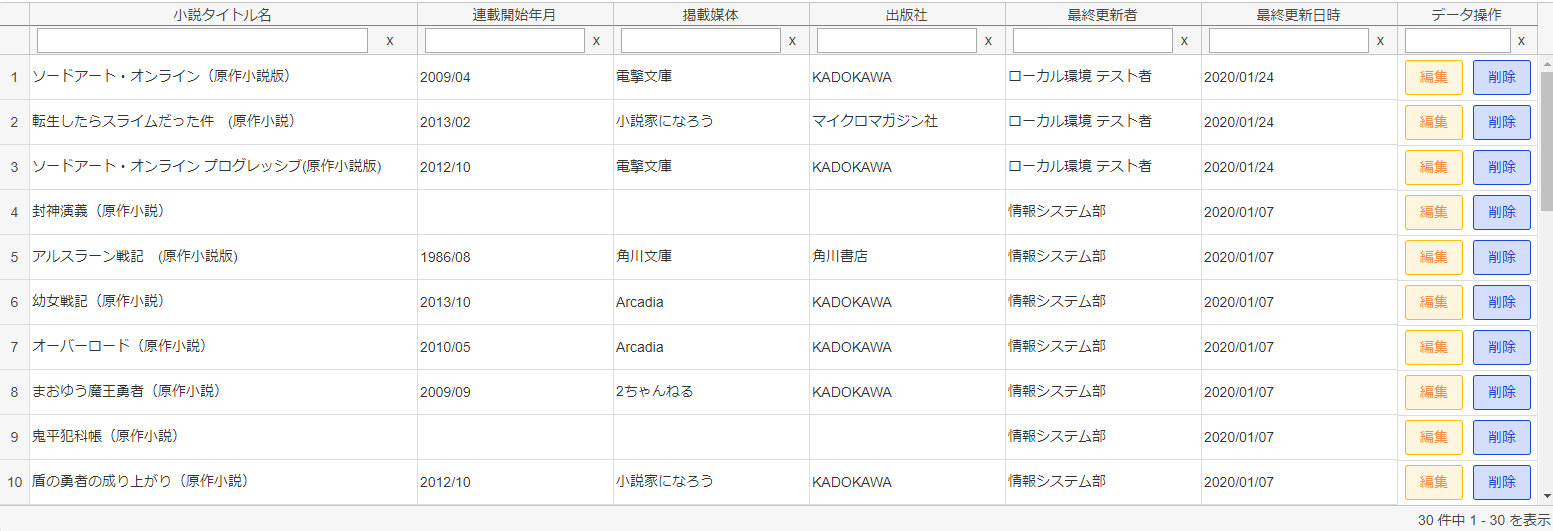 小説タイトル名 連載開始年月 掲載媒体 出版社 最終更新者 最終更新日時 データ操作
x x x x x x x
1 ソードアート・オンライン（原作小説版） 2009/04 電撃文庫 KADOKAWA ローカル環境 テスト者 2020/01/24 編集 削除
2 転生したらスライムだった件　(原作小説） 2013/02 小説家になろう マイクロマガジン社 ローカル環境 テスト者 2020/01/24 編集 削除
3 ソードアート・オンライン プログレッシブ(原作小説版) 2012/10 電撃文庫 KADOKAWA ローカル環境 テスト者 2020/01/24 編集 削除
4 封神演義（原作小説） 情報システム部 2020/01/07 編集 削除
5 アルスラーン戦記　(原作小説版) 1986/08 角川文庫 角川書店 情報システム部 2020/01/07 編集 削除
6 幼女戦記（原作小説） 2013/10 Arcadia KADOKAWA 情報システム部 2020/01/07 編集 削除
7 オーバーロード（原作小説） 2010/05 Arcadia KADOKAWA 情報システム部 2020/01/07 編集 削除
8 まおゆう魔王勇者（原作小説） 2009/09 2ちゃんねる KADOKAWA 情報システム部 2020/01/07 編集 削除
9 鬼平犯科帳（原作小説） 情報システム部 2020/01/07 編集 削除
10 盾の勇者の成り上がり（原作小説） 2012/10 小説家になろう KADOKAWA 情報システム部 2020/01/07 編集 削除
30 件中 1 - 30 を表示